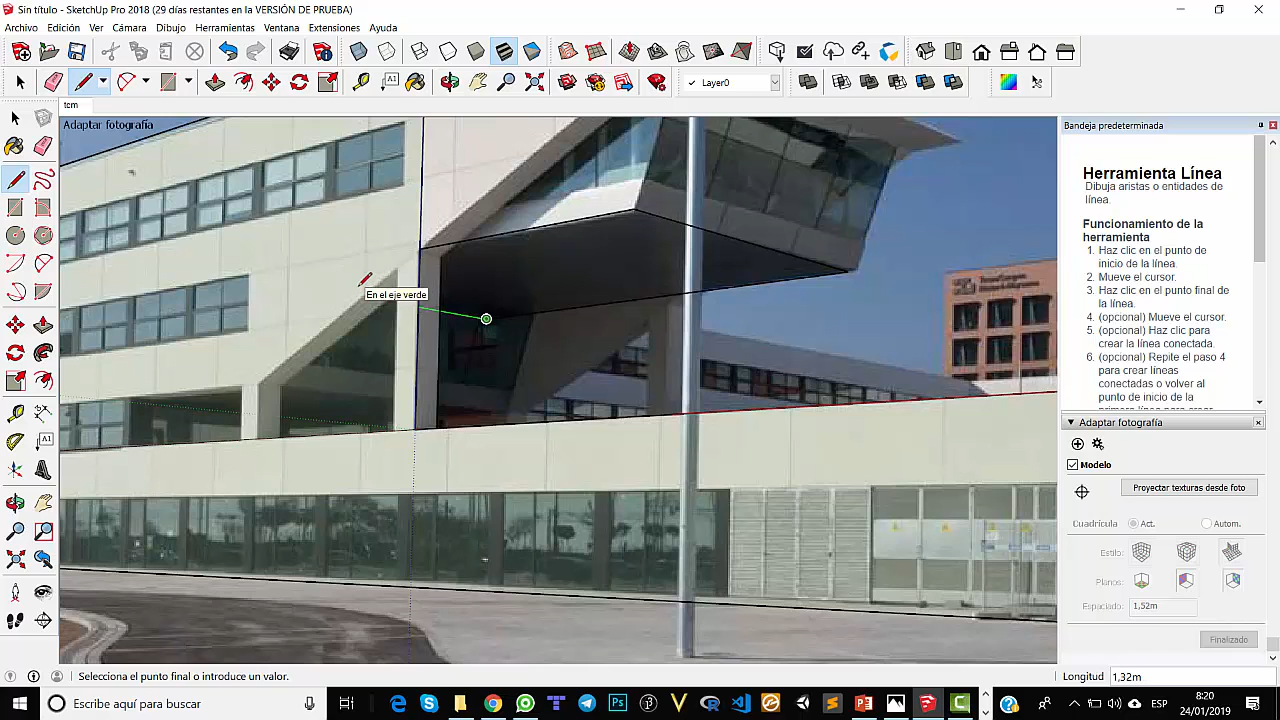 Sin título - SketchUp Pro 2018 (29 días restantes en la VERSIÓN DE PRUEBA)
Archivo Edición Ver Cámara Dibujo Herramientas Ventana Extensiones Ayuda
A1
Layer0
tcm
Adaptar fotografía
En el eje verde
Bandeja predeterminada
Herramienta Línea
Dibuja aristas o entidades de
línea.
Funcionamiento de la
herramienta
1. Haz clic en el punto de
inicio de la línea.
2. Mueve el cursor.
3. Haz clic en el punto final de
la línea.
4. (opcional) Mueve el cursor.
5. (opcional) Haz clic para
crear la línea conectada.
6. (opcional) Repite el paso 4
para crear líneas
conectadas o volver al
punto de inicio de la
primera línea para crear
Adaptar fotografía
Modelo
Proyectar texturas desde foto
Cuadrícula Act. Autom.
Estilo:
Planos:
Espaciado: 1,52m
Finalizado
A1
Selecciona el punto final o introduce un valor.
Longitud 1,32m
Escribe aquí para buscar
Ps
ESP
8:20
24/01/2019